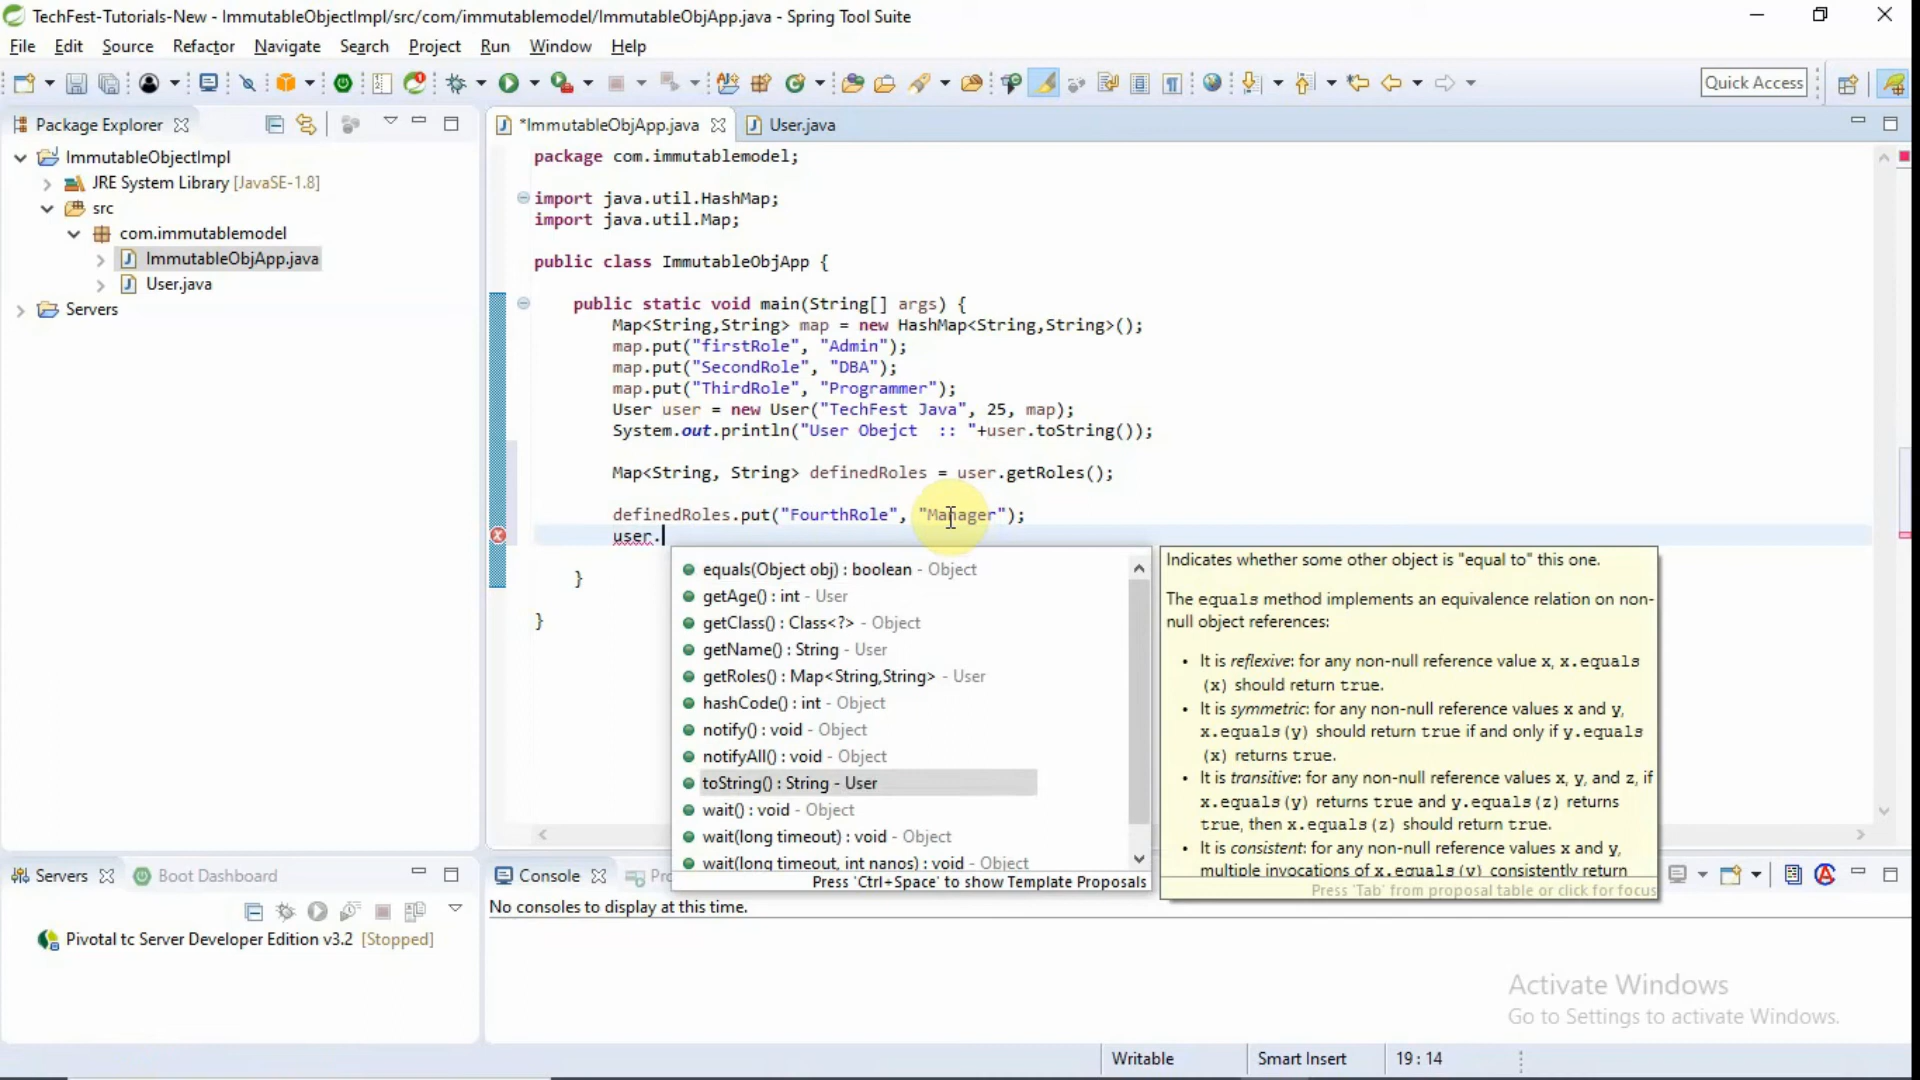 TechFest-Tutorials-New - ImmutableObjectImpl/src/com/immutablemodel/ImmutableObjApp.java - Spring Tool Suite
File Edit Source Refactor Navigate Search Project Run Window Help
Quick Access
Package Explorer
ImmutableObjectImpl
JRE System Library [JavaSE-1.8]
src
com.immutablemodel
ImmutableObjApp.java
User.java
Servers
*ImmutableObjApp.java
User.java
package com.immutablemodel;
import java.util.HashMap;
import java.util.Map;
public class ImmutableObjApp {
public static void main(String[] args) {
Map<String,String> map = new HashMap<String,String>();
map.put("firstRole", "Admin");
map.put("SecondRole", "DBA");
map.put("ThirdRole", "Programmer");
User user = new User("TechFest Java", 25, map);
System.out.println("User Obejct  :: "+user.toString());
Map<String, String> definedRoles = user.getRoles();
definedRoles.put("FourthRole", "Manager");
user.
}
}
equals(Object obj) : boolean - Object
getAge() : int - User
getClass() : Class<?> - Object
getName() : String - User
getRoles() : Map<String,String> - User
hashCode() : int - Object
notify() : void - Object
notifyAll() : void - Object
toString() : String - User
wait() : void - Object
wait(long timeout) : void - Object
wait(long timeout, int nanos) : void - Object
Press 'Ctrl+Space' to show Template Proposals
Indicates whether some other object is "equal to" this one.
The equals method implements an equivalence relation on non-
null object references:
• It is reflexive: for any non-null reference value x, x.equals
(x) should return true.
• It is symmetric: for any non-null reference values x and y,
x.equals(y) should return true if and only if y.equals
(x) returns true.
• It is transitive: for any non-null reference values x, y, and z, if
x.equals(y) returns true and y.equals(z) returns
true, then x.equals(z) should return true.
• It is consistent: for any non-null reference values x and y,
multiple invocations of x.equals(y) consistently return
Press 'Tab' from proposal table or click for focus
Servers
Boot Dashboard
Pivotal tc Server Developer Edition v3.2 [Stopped]
Console
No consoles to display at this time.
Activate Windows
Go to Settings to activate Windows.
Writable
Smart Insert
19 : 14